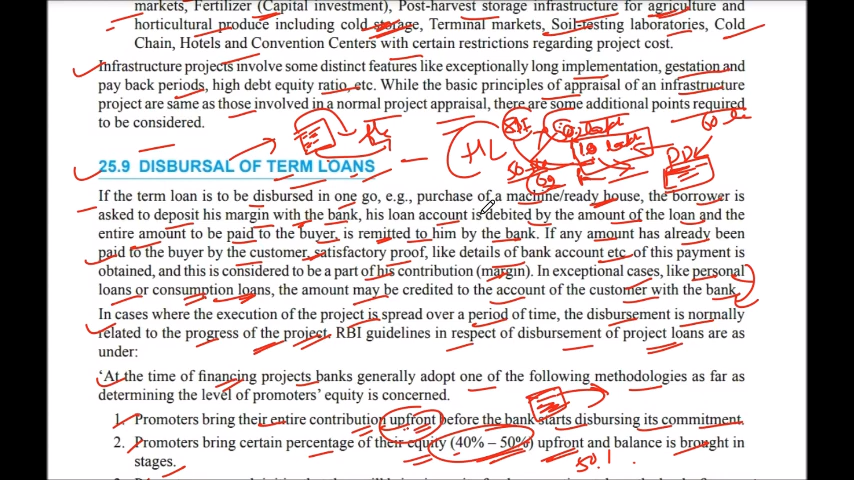 markets, Fertilizer (Capital investment), Post-harvest storage infrastructure for agriculture and
horticultural produce including cold storage, Terminal markets, Soil-testing laboratories, Cold
Chain, Hotels and Convention Centers with certain restrictions regarding project cost.
Infrastructure projects involve some distinct features like exceptionally long implementation, gestation and
pay back periods, high debt equity ratio, etc. While the basic principles of appraisal of an infrastructure
project are same as those involved in a normal project appraisal, there are some additional points required
to be considered.
SBI
HL
DDR
25.9 DISBURSAL OF TERM LOANS
If the term loan is to be disbursed in one go, e.g., purchase of a machine/ready house, the borrower is
asked to deposit his margin with the bank, his loan account is debited by the amount of the loan and the
entire amount to be paid to the buyer, is remitted to him by the bank. If any amount has already been
paid to the buyer by the customer, satisfactory proof, like details of bank account etc. of this payment is
obtained, and this is considered to be a part of his contribution (margin). In exceptional cases, like personal
loans or consumption loans, the amount may be credited to the account of the customer with the bank.
In cases where the execution of the project is spread over a period of time, the disbursement is normally
related to the progress of the project. RBI guidelines in respect of disbursement of project loans are as
under:
‘At the time of financing projects banks generally adopt one of the following methodologies as far as
determining the level of promoters’ equity is concerned.
1. Promoters bring their entire contribution upfront before the bank starts disbursing its commitment.
2. Promoters bring certain percentage of their equity (40% – 50%) upfront and balance is brought in
stages.